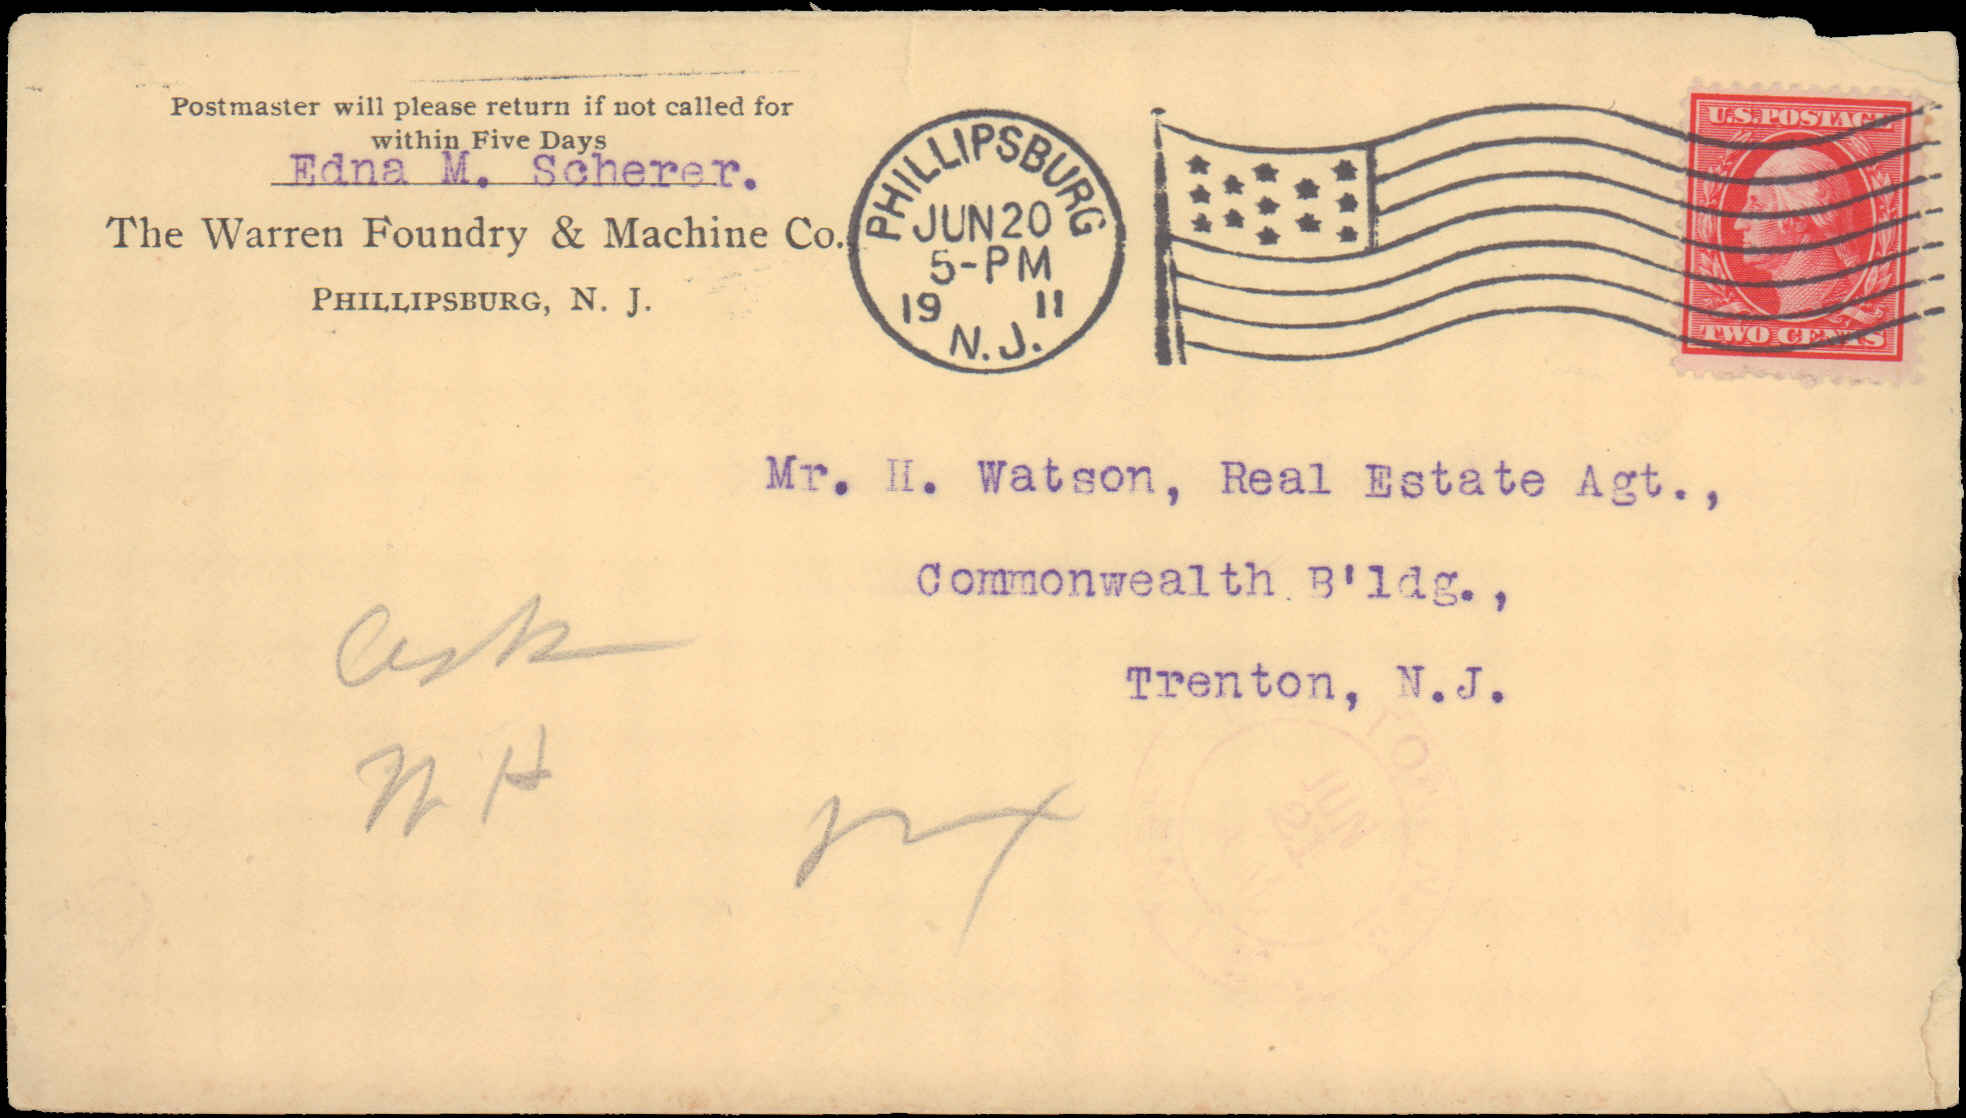 Postmaster will please return if not called for
within Five Days
Edna M. Scherer.
The Warren Foundry & Machine Co.
PHILLIPSBURG, N. J.
PHILLIPSBURG
JUN 20
5-PM
19 11
N.J.
U.S. POSTAGE
TWO CENTS
Mr. H. Watson, Real Estate Agt.,
Commonwealth B'ldg.,
Trenton, N.J.
JUN